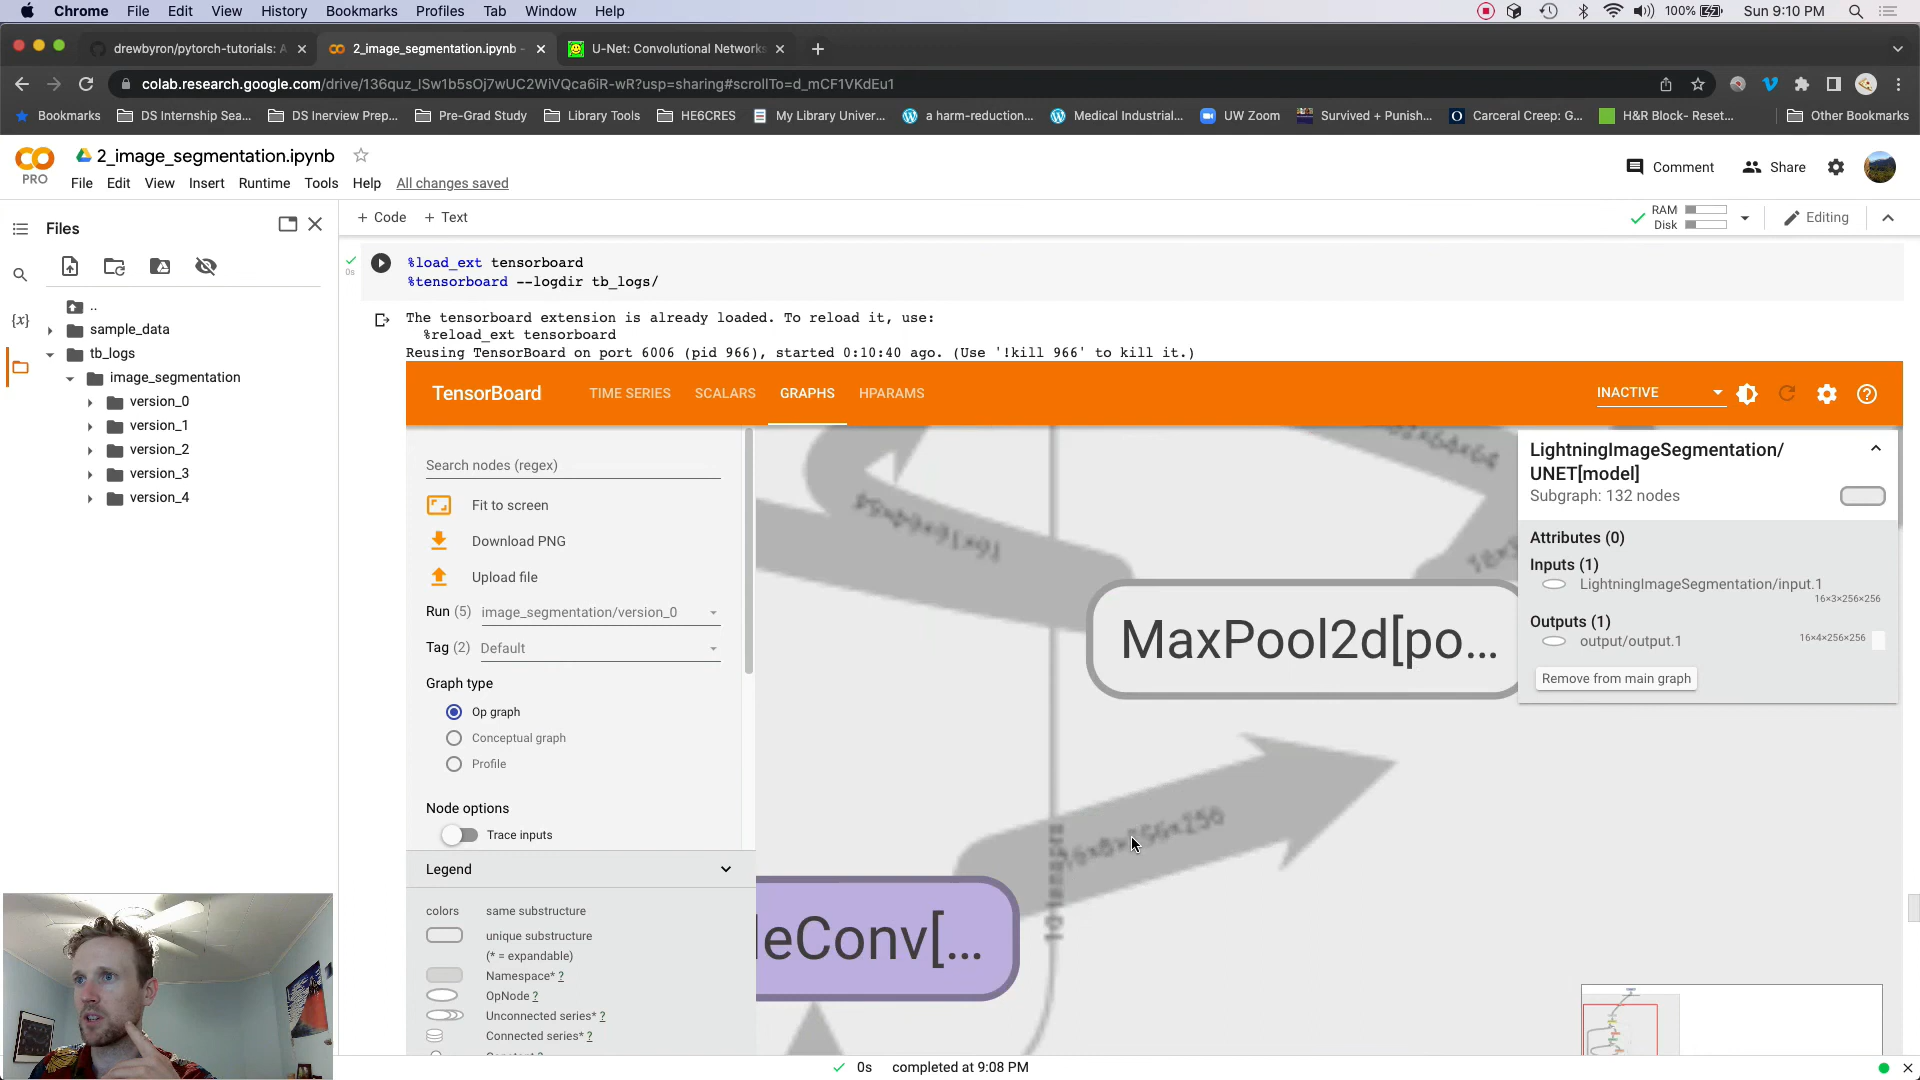 Chrome File Edit View History Bookmarks Profiles Tab Window Help 100% Sun 9:10 PM
drewbyron/pytorch-tutorials: A 2_image_segmentation.ipynb - U-Net: Convolutional Networks
colab.research.google.com/drive/136quz_lSw1b5sOj7wUC2WiVQca6iR-wR?usp=sharing#scrollTo=d_mCF1VKdEu1
Bookmarks DS Internship Sea... DS Inerview Prep... Pre-Grad Study Library Tools HE6CRES My Library Univer... a harm-reduction... Medical Industrial... UW Zoom Survived + Punish... Carceral Creep: G... H&R Block- Reset... Other Bookmarks
PRO
2_image_segmentation.ipynb
File Edit View Insert Runtime Tools Help All changes saved
Comment Share
Files
+ Code + Text
RAM
Disk
Editing
..
sample_data
tb_logs
image_segmentation
version_0
version_1
version_2
version_3
version_4
{x}
0s
%load_ext tensorboard
%tensorboard --logdir tb_logs/
The tensorboard extension is already loaded. To reload it, use:
%reload_ext tensorboard
Reusing TensorBoard on port 6006 (pid 966), started 0:10:40 ago. (Use '!kill 966' to kill it.)
TensorBoard TIME SERIES SCALARS GRAPHS HPARAMS INACTIVE
Search nodes (regex)
Fit to screen
Download PNG
Upload file
Run (5) image_segmentation/version_0
Tag (2) Default
Graph type
Op graph
Conceptual graph
Profile
Node options
Trace inputs
Legend
colors same substructure
unique substructure
(* = expandable)
Namespace* ?
OpNode ?
Unconnected series* ?
Connected series* ?
MaxPool2d[po...
leConv[...
10 tensors
LightningImageSegmentation/
UNET[model]
Subgraph: 132 nodes
Attributes (0)
Inputs (1)
LightningImageSegmentation/input.1
16×3×256×256
Outputs (1)
output/output.1 16×4×256×256
Remove from main graph
0s completed at 9:08 PM